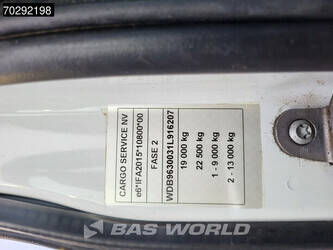 70292198
CARGO SERVICE NV
e6*IFA2015*10800*00
FASE 2
WDB9630031L916207
19 000 kg
22 500 kg
1 - 9 000 kg
2 - 13 000 kg
BAS WORLD